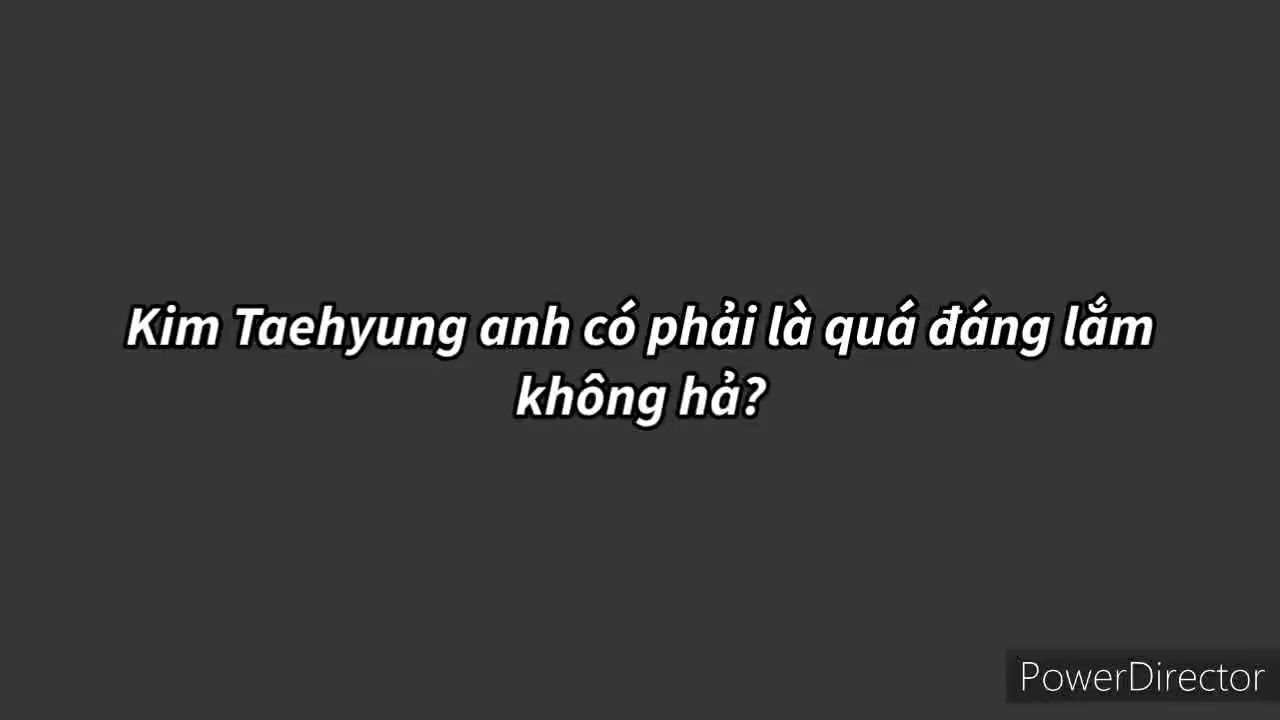 Kim Taehyung anh có phải là quá đáng lắm
không hả?
PowerDirector